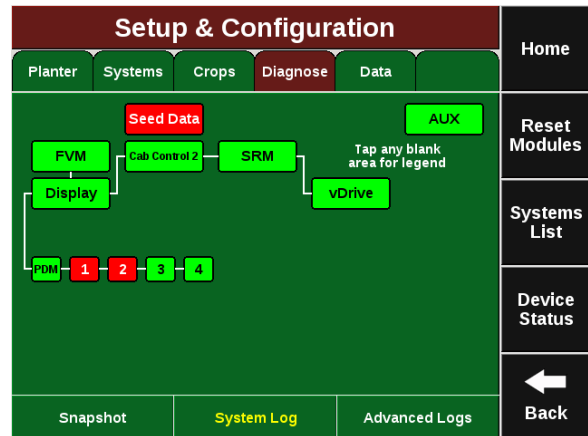 Setup & Configuration
Home
Planter
Systems
Crops
Diagnose
Data
Seed Data
AUX
Reset
Modules
FVM
Cab Control 2
SRM
Tap any blank
area for legend
Display
vDrive
Systems
List
PDM
1
2
3
4
Device
Status
Snapshot
System Log
Advanced Logs
Back